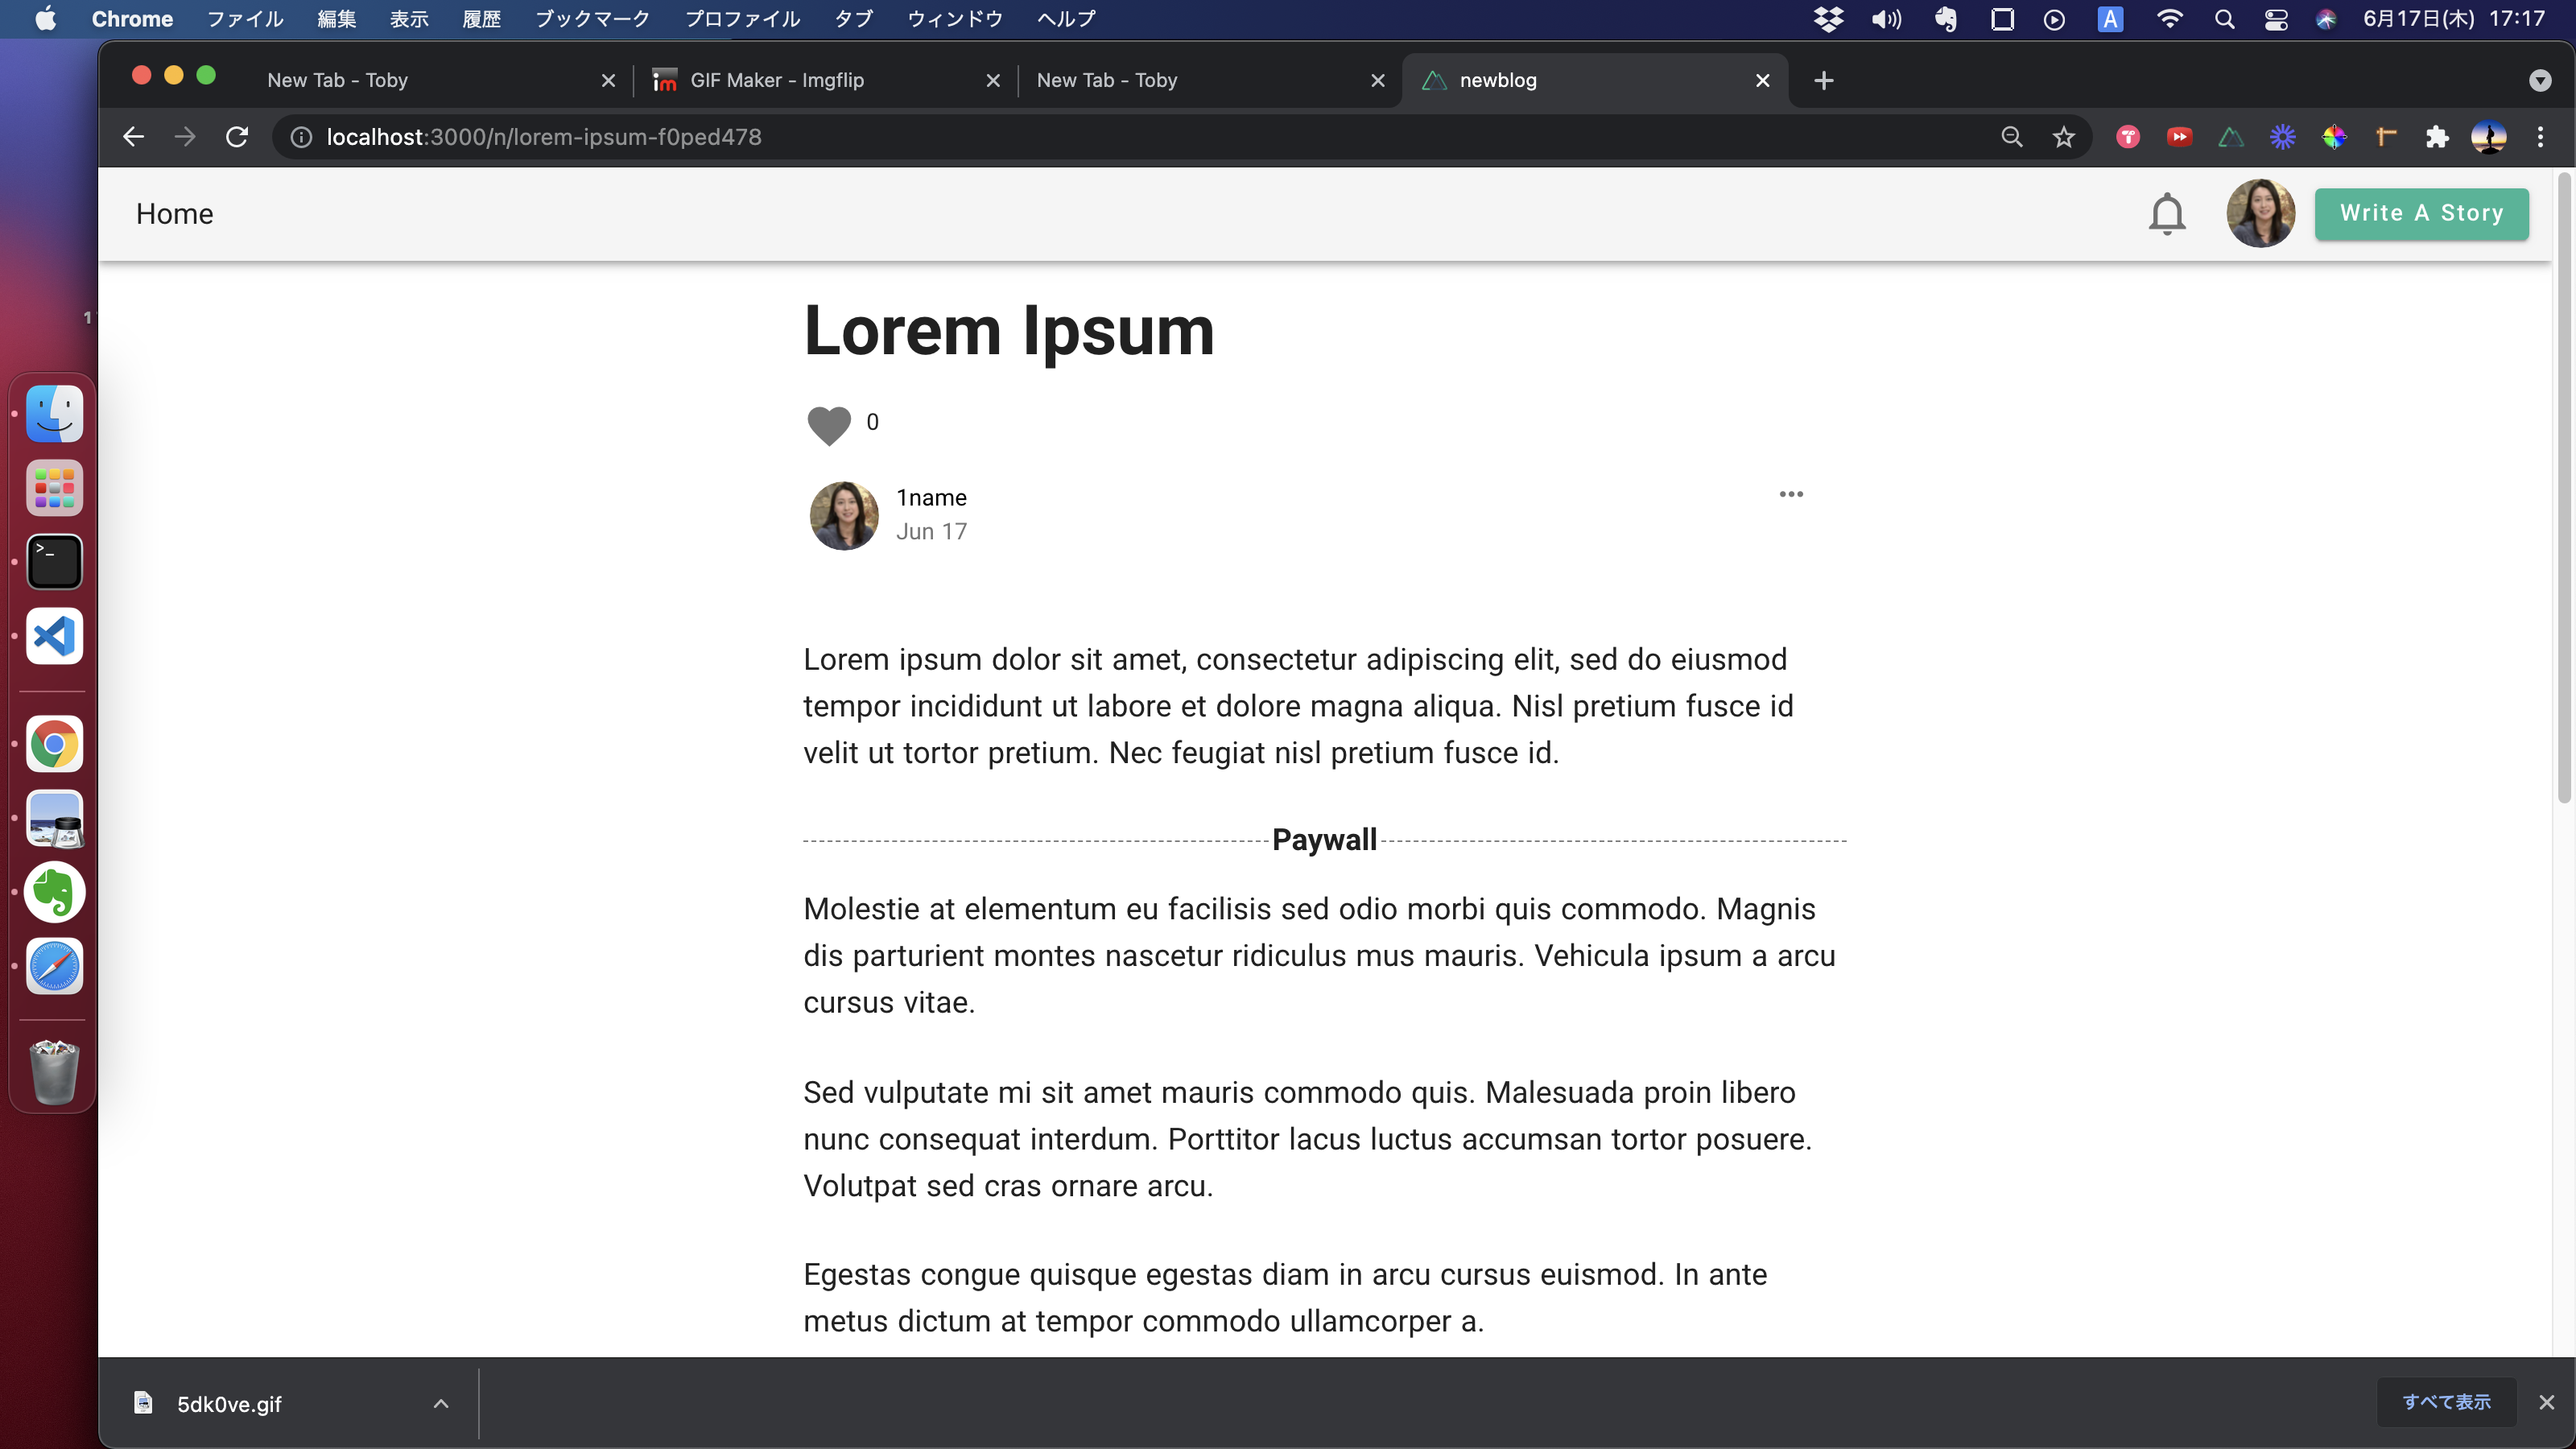 Chrome ファイル 編集 表示 履歴 ブックマーク プロファイル タブ ウィンドウ ヘルプ A 6月17日(木) 17:17
New Tab - Toby im GIF Maker - Imgflip New Tab - Toby newblog
localhost:3000/n/lorem-ipsum-f0ped478
Home Write A Story
Lorem Ipsum
1
0
1name
Jun 17
Lorem ipsum dolor sit amet, consectetur adipiscing elit, sed do eiusmod
tempor incididunt ut labore et dolore magna aliqua. Nisl pretium fusce id
velit ut tortor pretium. Nec feugiat nisl pretium fusce id.
Paywall
Molestie at elementum eu facilisis sed odio morbi quis commodo. Magnis
dis parturient montes nascetur ridiculus mus mauris. Vehicula ipsum a arcu
cursus vitae.
Sed vulputate mi sit amet mauris commodo quis. Malesuada proin libero
nunc consequat interdum. Porttitor lacus luctus accumsan tortor posuere.
Volutpat sed cras ornare arcu.
Egestas congue quisque egestas diam in arcu cursus euismod. In ante
metus dictum at tempor commodo ullamcorper a.
5dk0ve.gif すべて表示